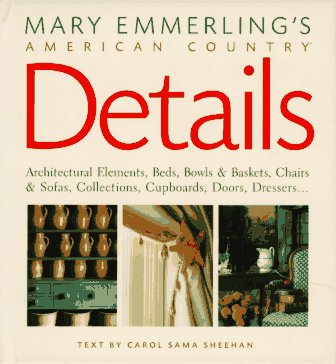 MARY EMMERLING'S
AMERICAN COUNTRY
Details
Architectural Elements, Beds, Bowls & Baskets, Chairs
& Sofas, Collections, Cupboards, Doors, Dressers...
TEXT BY CAROL SAMA SHEEHAN